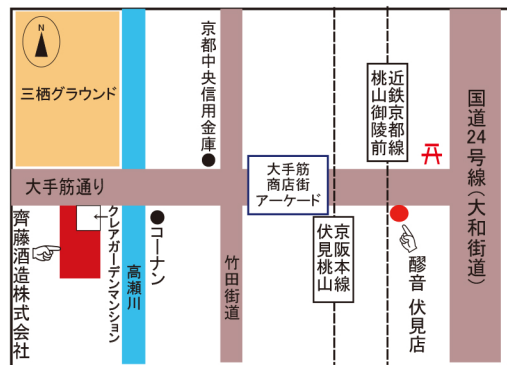 N
三栖グラウンド
京都中央信用金庫
近鉄京都線
桃山御陵前
国道24号線(大和街道)
大手筋通り
大手筋
商店街
アーケード
齊藤酒造株式会社
クレアガーデンマンション
高瀬川
コーナン
竹田街道
京阪本線
伏見桃山
醪音 伏見店